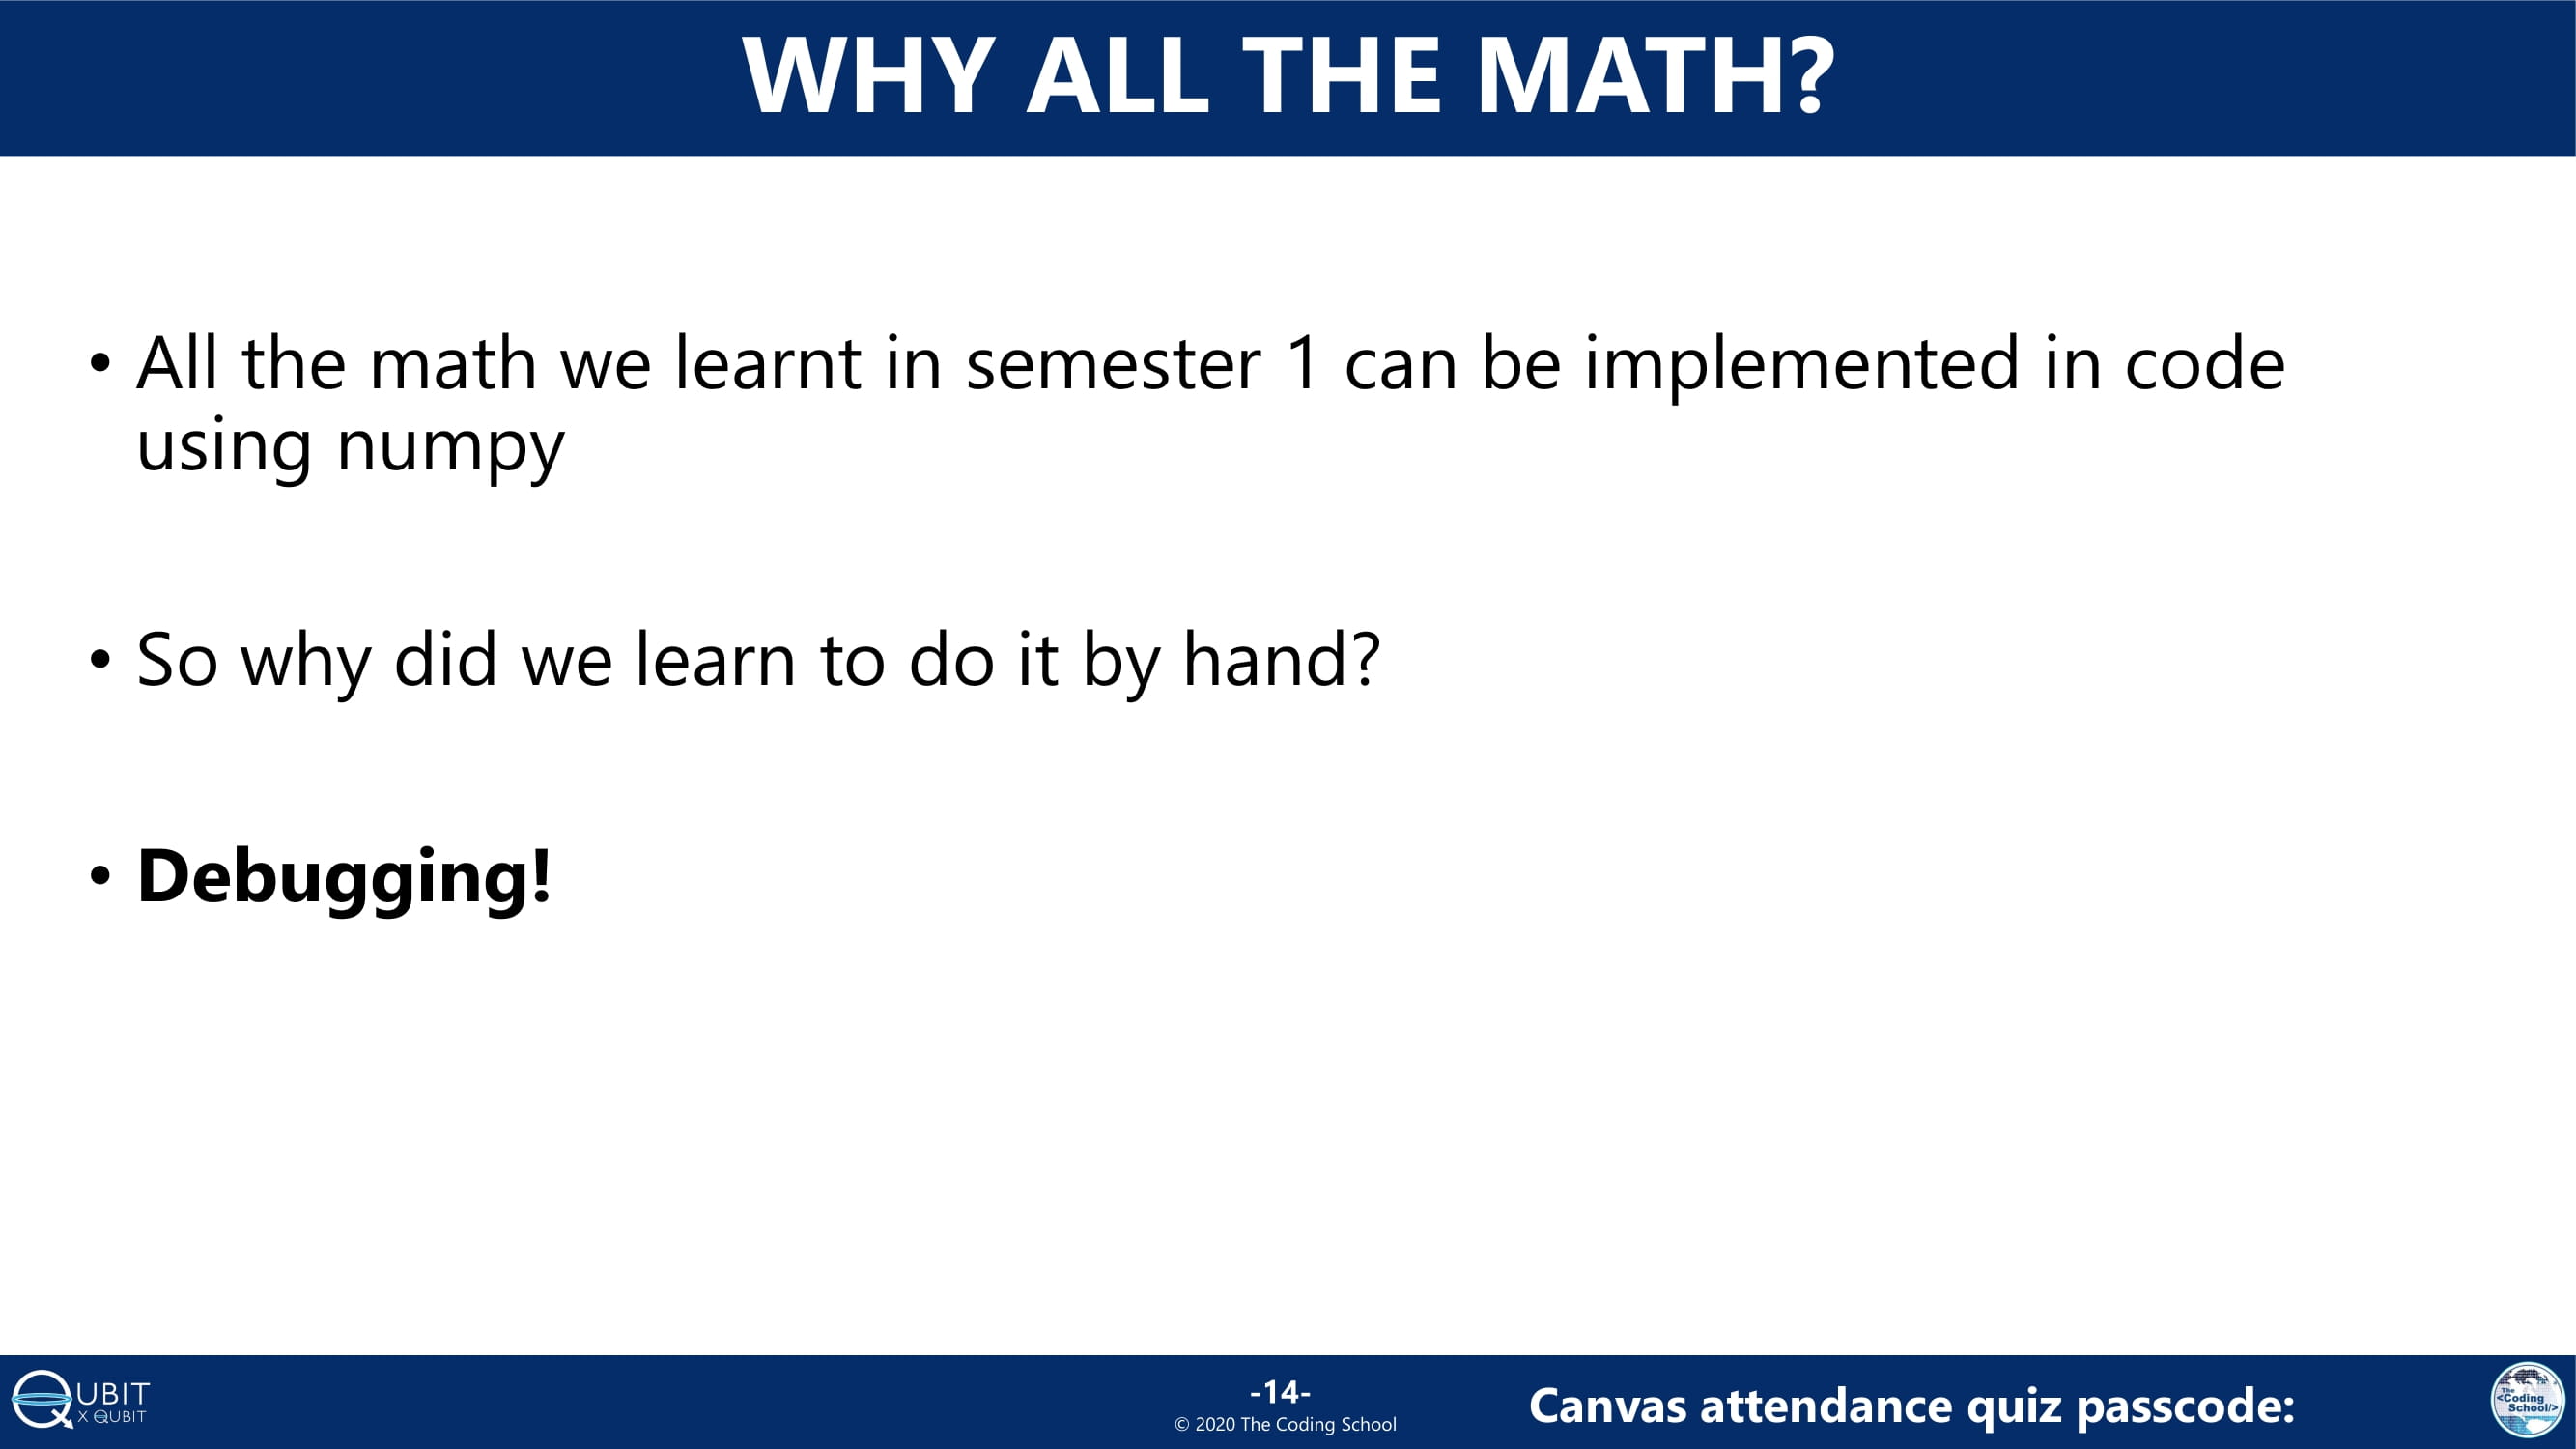 WHY ALL THE MATH?
• All the math we learnt in semester 1 can be implemented in code
using numpy
• So why did we learn to do it by hand?
• Debugging!
QUBIT
X QUBIT
-14-
© 2020 The Coding School
Canvas attendance quiz passcode:
The
<Coding
School/>